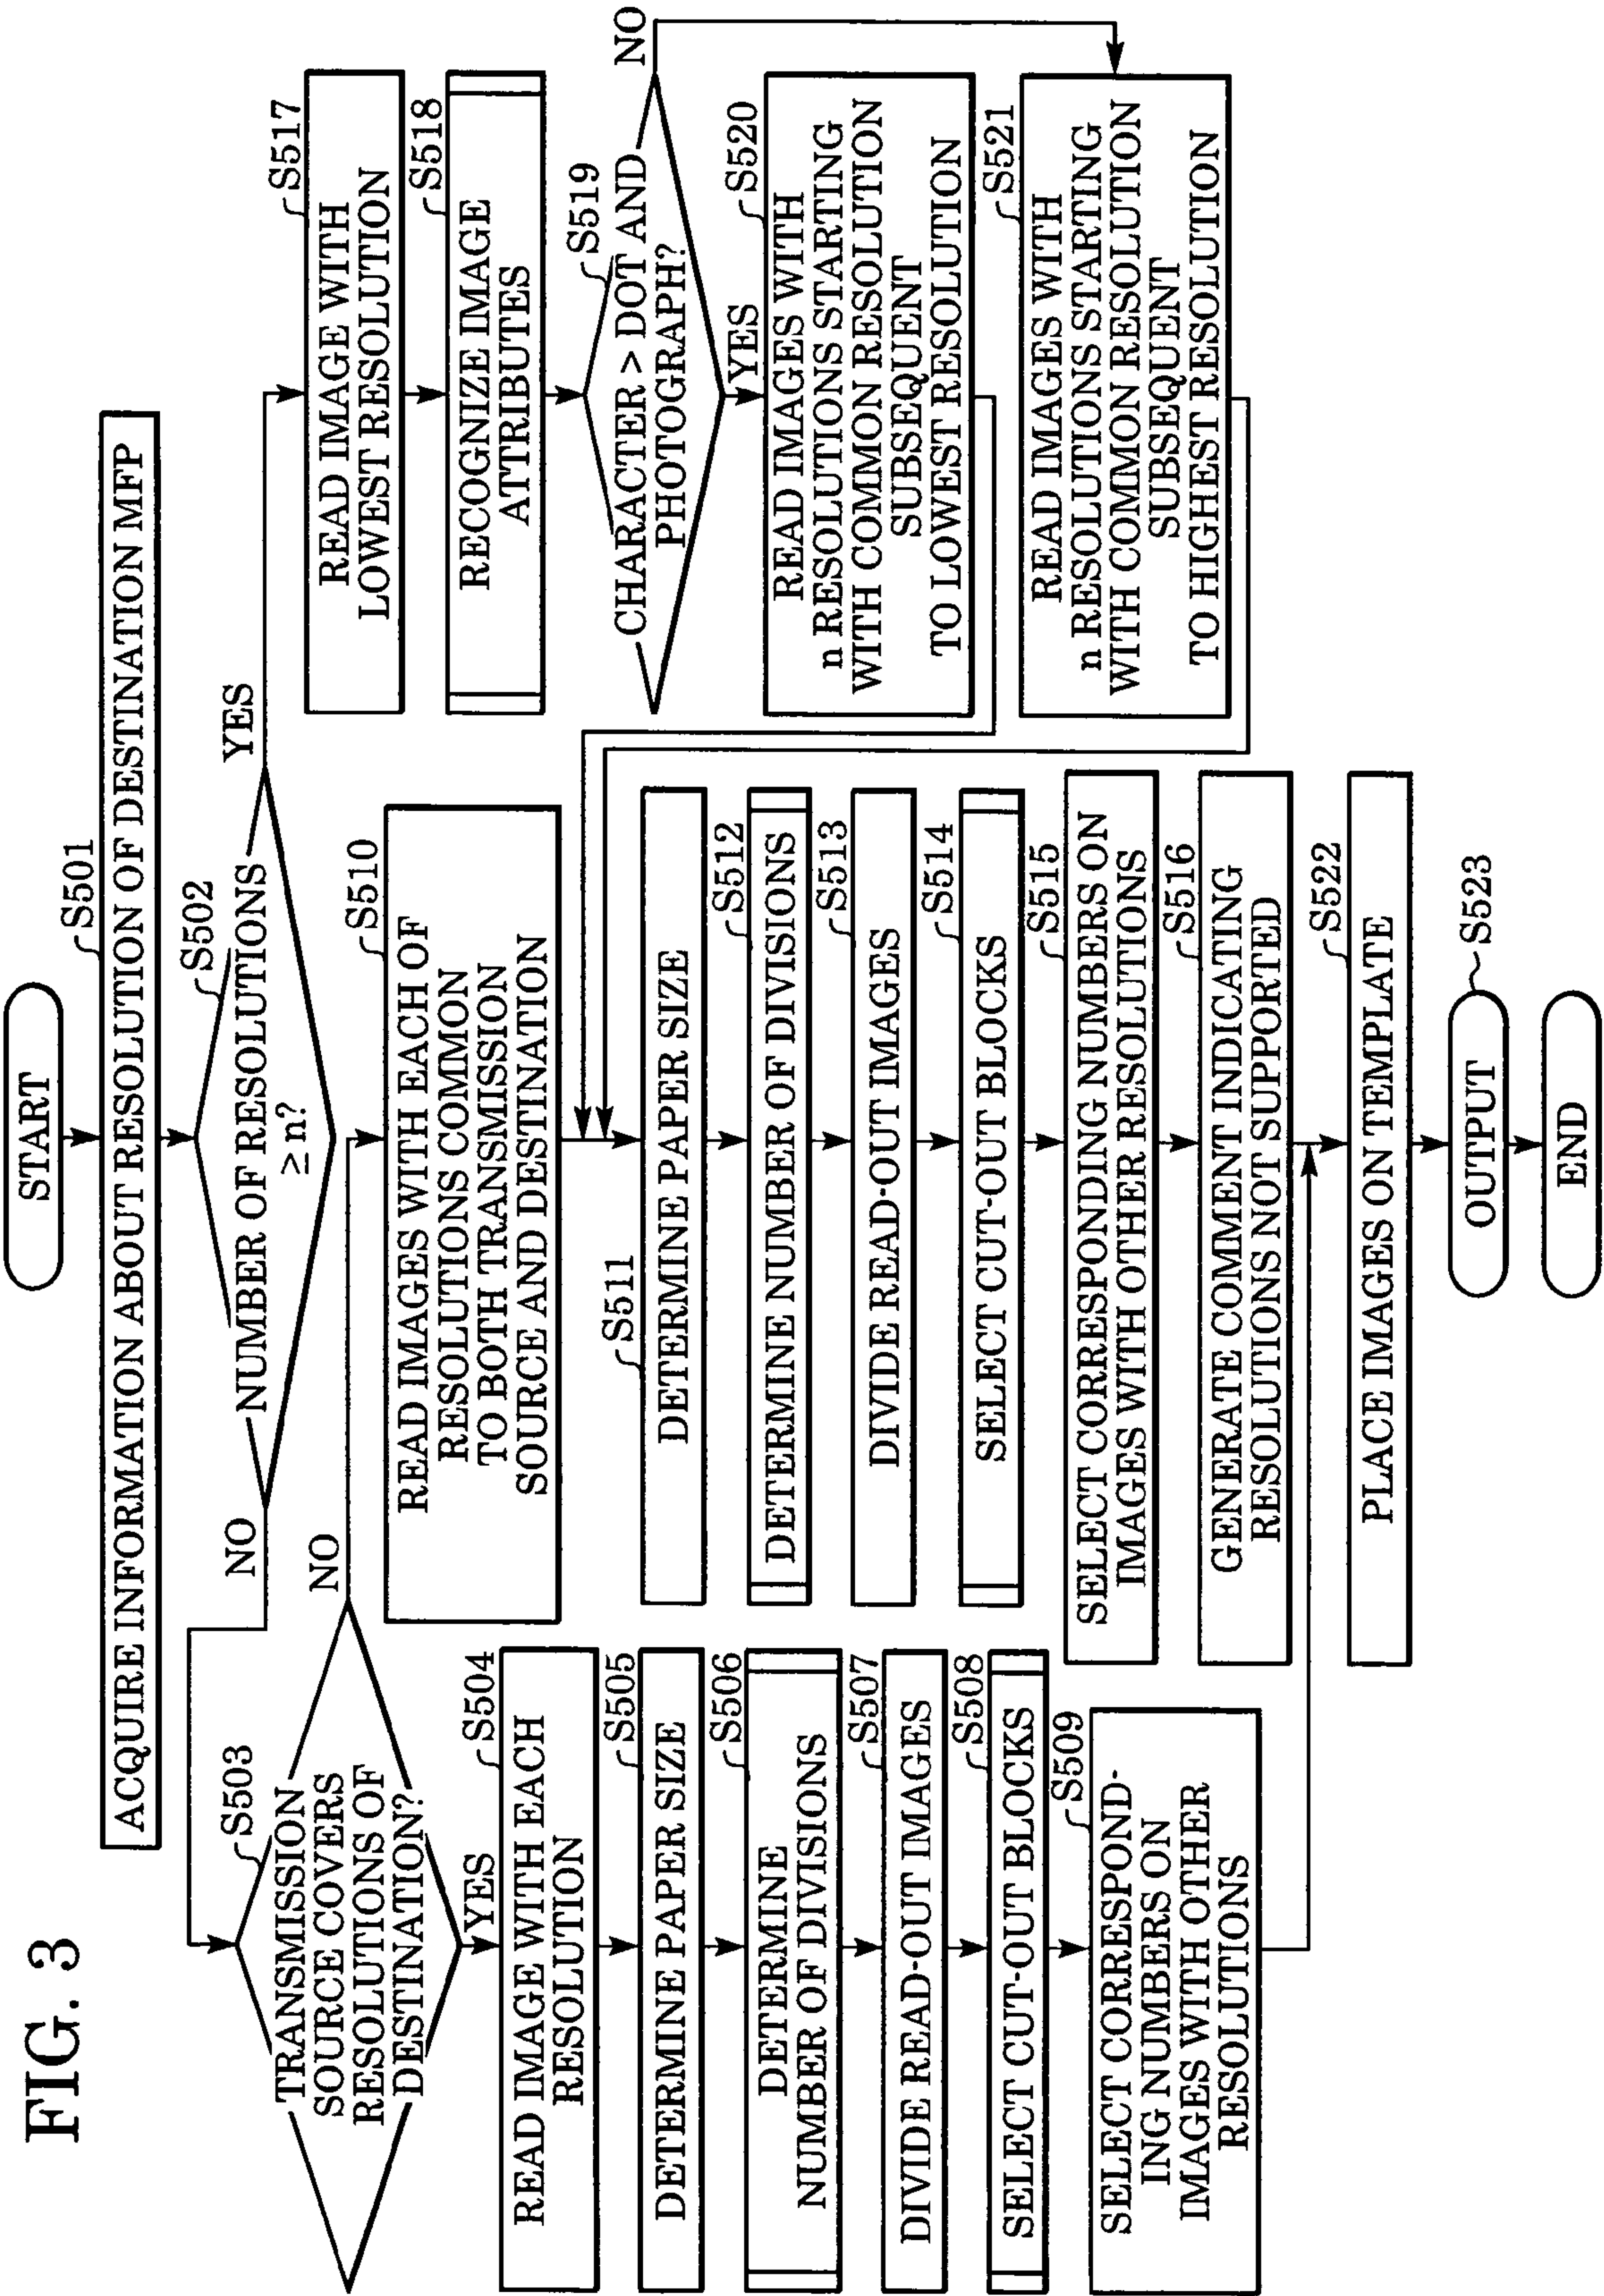 FIG. 3
START
S501
ACQUIRE INFORMATION ABOUT RESOLUTION OF DESTINATION MFP
S502
NUMBER OF RESOLUTIONS
≥ n?
NO
YES
S503
TRANSMISSION
SOURCE COVERS
RESOLUTIONS OF
DESTINATION?
NO
YES
S504
READ IMAGE WITH EACH
RESOLUTION
S505
DETERMINE PAPER SIZE
S506
DETERMINE
NUMBER OF DIVISIONS
S507
DIVIDE READ-OUT IMAGES
S508
SELECT CUT-OUT BLOCKS
S509
SELECT CORRESPOND-
ING NUMBERS ON
IMAGES WITH OTHER
RESOLUTIONS
S510
READ IMAGES WITH EACH OF
RESOLUTIONS COMMON
TO BOTH TRANSMISSION
SOURCE AND DESTINATION
S511
DETERMINE PAPER SIZE
S512
DETERMINE NUMBER OF DIVISIONS
S513
DIVIDE READ-OUT IMAGES
S514
SELECT CUT-OUT BLOCKS
S515
SELECT CORRESPONDING NUMBERS ON
IMAGES WITH OTHER RESOLUTIONS
S516
GENERATE COMMENT INDICATING
RESOLUTIONS NOT SUPPORTED
S517
READ IMAGE WITH
LOWEST RESOLUTION
S518
RECOGNIZE IMAGE
ATTRIBUTES
S519
CHARACTER > DOT AND
PHOTOGRAPH?
NO
YES
S520
READ IMAGES WITH
n RESOLUTIONS STARTING
WITH COMMON RESOLUTION
SUBSEQUENT
TO LOWEST RESOLUTION
S521
READ IMAGES WITH
n RESOLUTIONS STARTING
WITH COMMON RESOLUTION
SUBSEQUENT
TO HIGHEST RESOLUTION
S522
PLACE IMAGES ON TEMPLATE
S523
OUTPUT
END